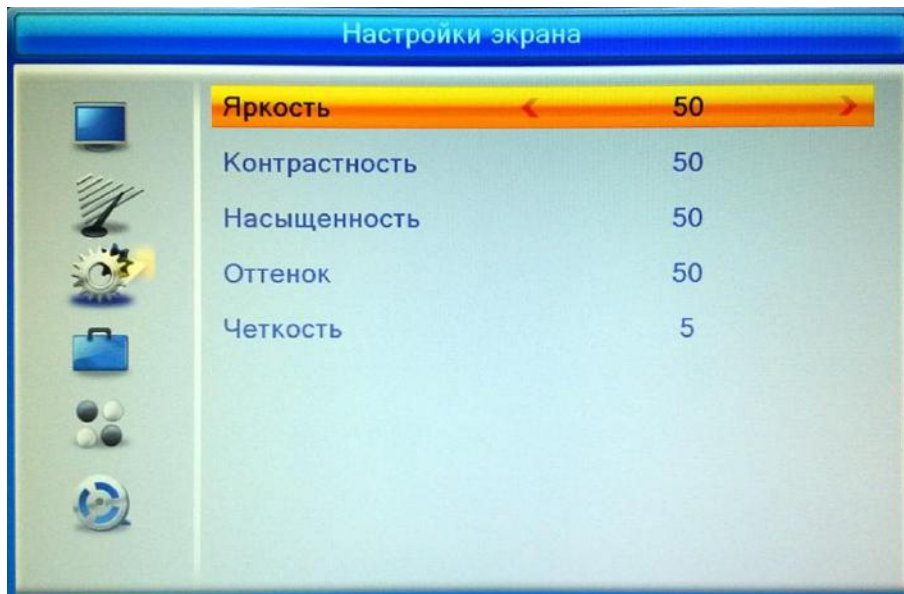 Настройки экрана
Яркость 50
Контрастность 50
Насыщенность 50
Оттенок 50
Четкость 5